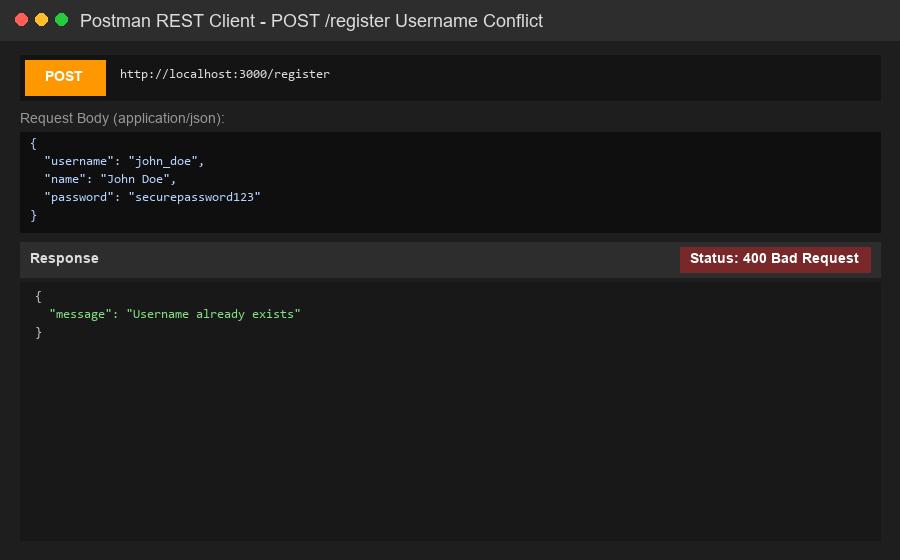 Postman REST Client - POST /register Username Conflict
POST http://localhost:3000/register
Request Body (application/json):
{
  "username": "john_doe",
  "name": "John Doe",
  "password": "securepassword123"
}
Response Status: 400 Bad Request
{
  "message": "Username already exists"
}